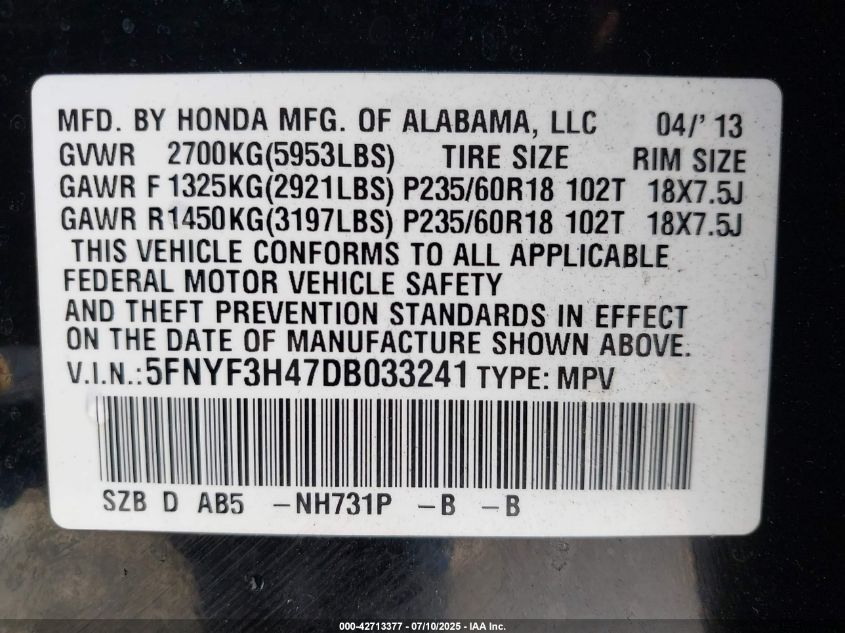 MFD. BY HONDA MFG. OF ALABAMA, LLC 04/' 13
GVWR 2700KG(5953LBS) TIRE SIZE RIM SIZE
GAWR F 1325KG(2921LBS) P235/60R18 102T 18X7.5J
GAWR R 1450KG(3197LBS) P235/60R18 102T 18X7.5J
THIS VEHICLE CONFORMS TO ALL APPLICABLE
FEDERAL MOTOR VEHICLE SAFETY
AND THEFT PREVENTION STANDARDS IN EFFECT
ON THE DATE OF MANUFACTURE SHOWN ABOVE.
V.I.N.:5FNYF3H47DB033241 TYPE: MPV
SZB D AB5 -NH731P -B -B
000-42713377 - 07/10/2025 - IAA Inc.